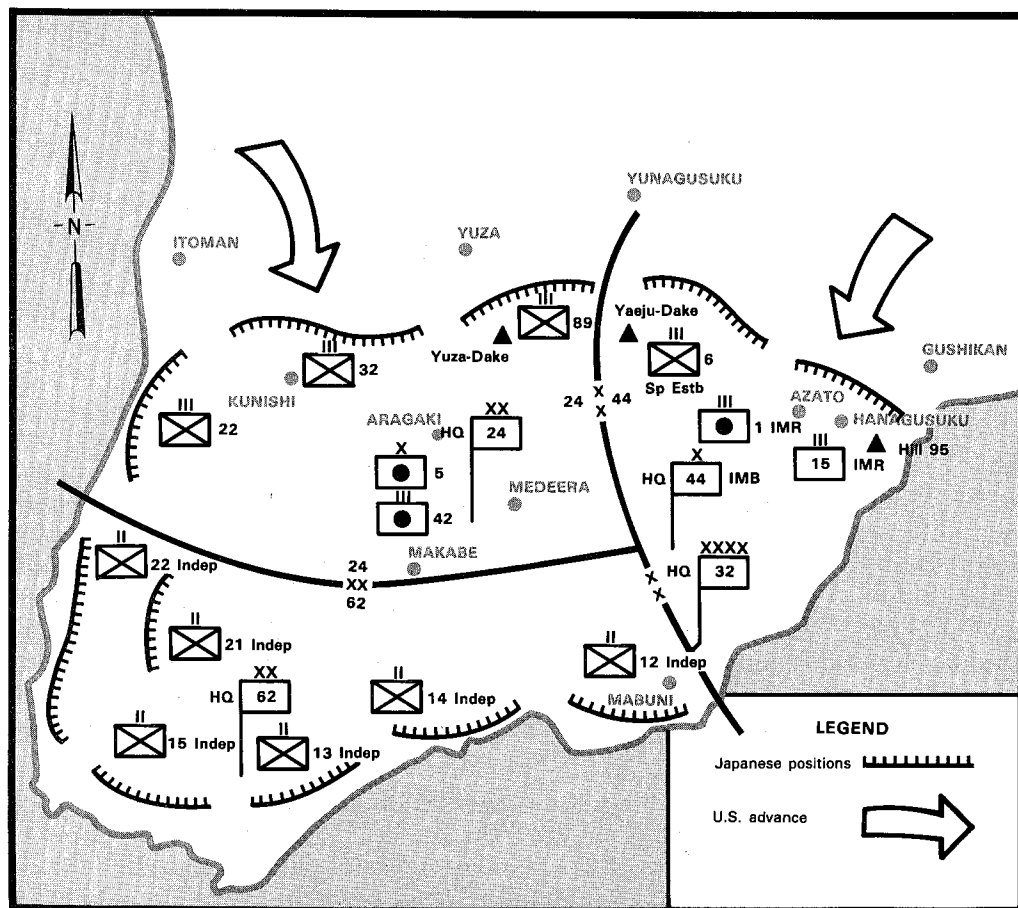 YUNAGUSUKU
N
ITOMAN
YUZA
III
89
Yaeju-Dake
III
6
Sp Estb
Yuza-Dake
III
32
KUNISHI
GUSHIKAN
III
22
ARAGAKI
XX
HQ 24
X
5
III
42
MEDEERA
24 X X 44
III
1 IMR
AZATO
HANAGUSUKU
III
15 IMR
Hill 95
X
HQ 44 IMB
MAKABE
XXXX
HQ 32
24
XX
62
X X
II
22 Indep
II
21 Indep
II
12 Indep
MABUNI
XX
HQ 62
II
14 Indep
II
15 Indep
II
13 Indep
LEGEND
Japanese positions
U.S. advance